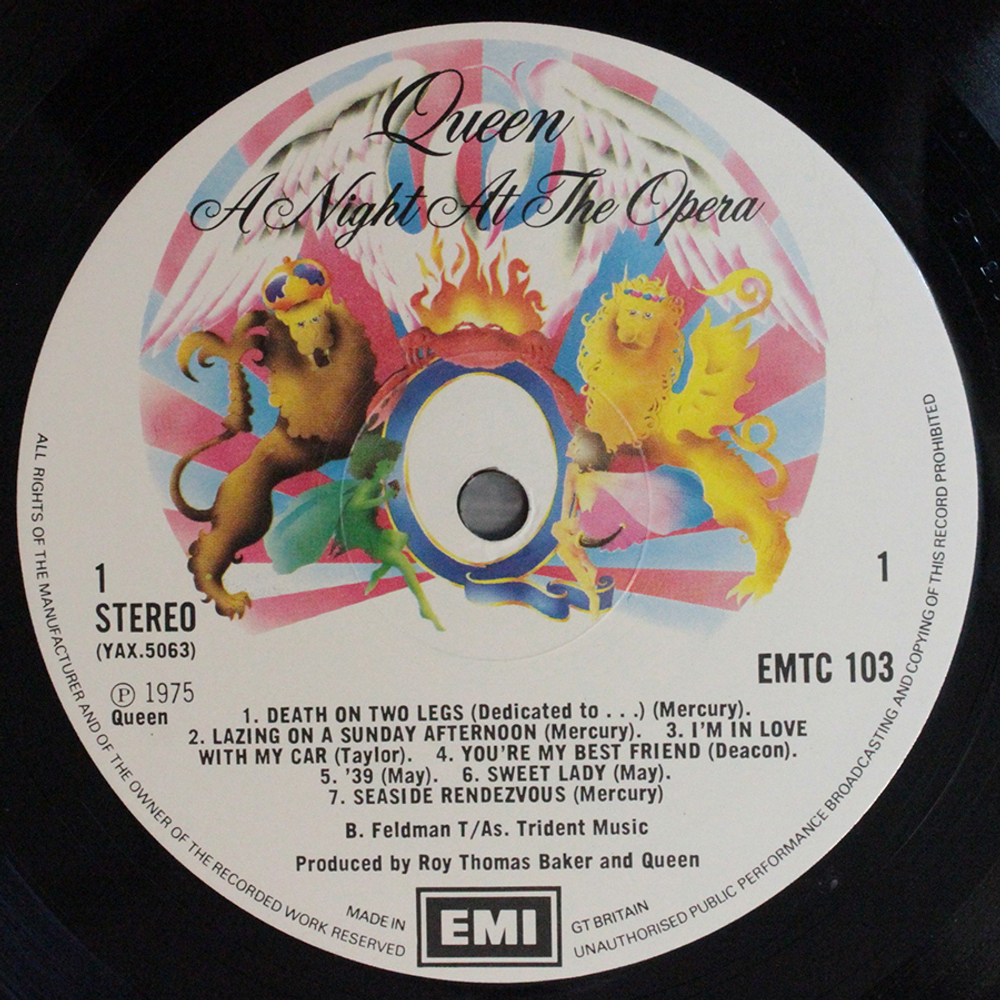 Queen
A Night At The Opera
1
STEREO
(YAX.5063)
℗ 1975
Queen
1
EMTC 103
1. DEATH ON TWO LEGS (Dedicated to . . .) (Mercury).
2. LAZING ON A SUNDAY AFTERNOON (Mercury). 3. I'M IN LOVE
WITH MY CAR (Taylor). 4. YOU'RE MY BEST FRIEND (Deacon).
5. '39 (May). 6. SWEET LADY (May).
7. SEASIDE RENDEZVOUS (Mercury)
B. Feldman T/As. Trident Music
Produced by Roy Thomas Baker and Queen
MADE IN
EMI
GT BRITAIN
ALL RIGHTS OF THE MANUFACTURER AND OF THE OWNER OF THE RECORDED WORK RESERVED
UNAUTHORISED PUBLIC PERFORMANCE BROADCASTING AND COPYING OF THIS RECORD PROHIBITED